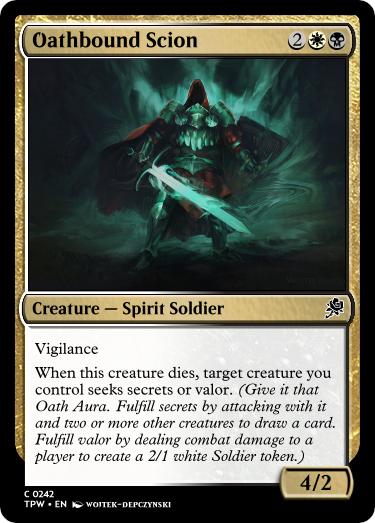 Oathbound Scion 2
Creature — Spirit Soldier
Vigilance
When this creature dies, target creature you
control seeks secrets or valor. (Give it that
Oath Aura. Fulfill secrets by attacking with it
and two or more other creatures to draw a card.
Fulfill valor by dealing combat damage to a
player to create a 2/1 white Soldier token.)
4/2
C 0242
TPW • EN WOJTEK-DEPCZYNSKI